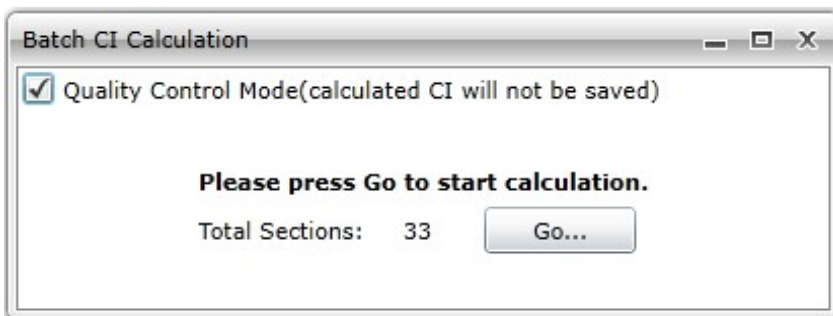 Batch CI Calculation
Quality Control Mode(calculated CI will not be saved)
Please press Go to start calculation.
Total Sections: 33 Go...